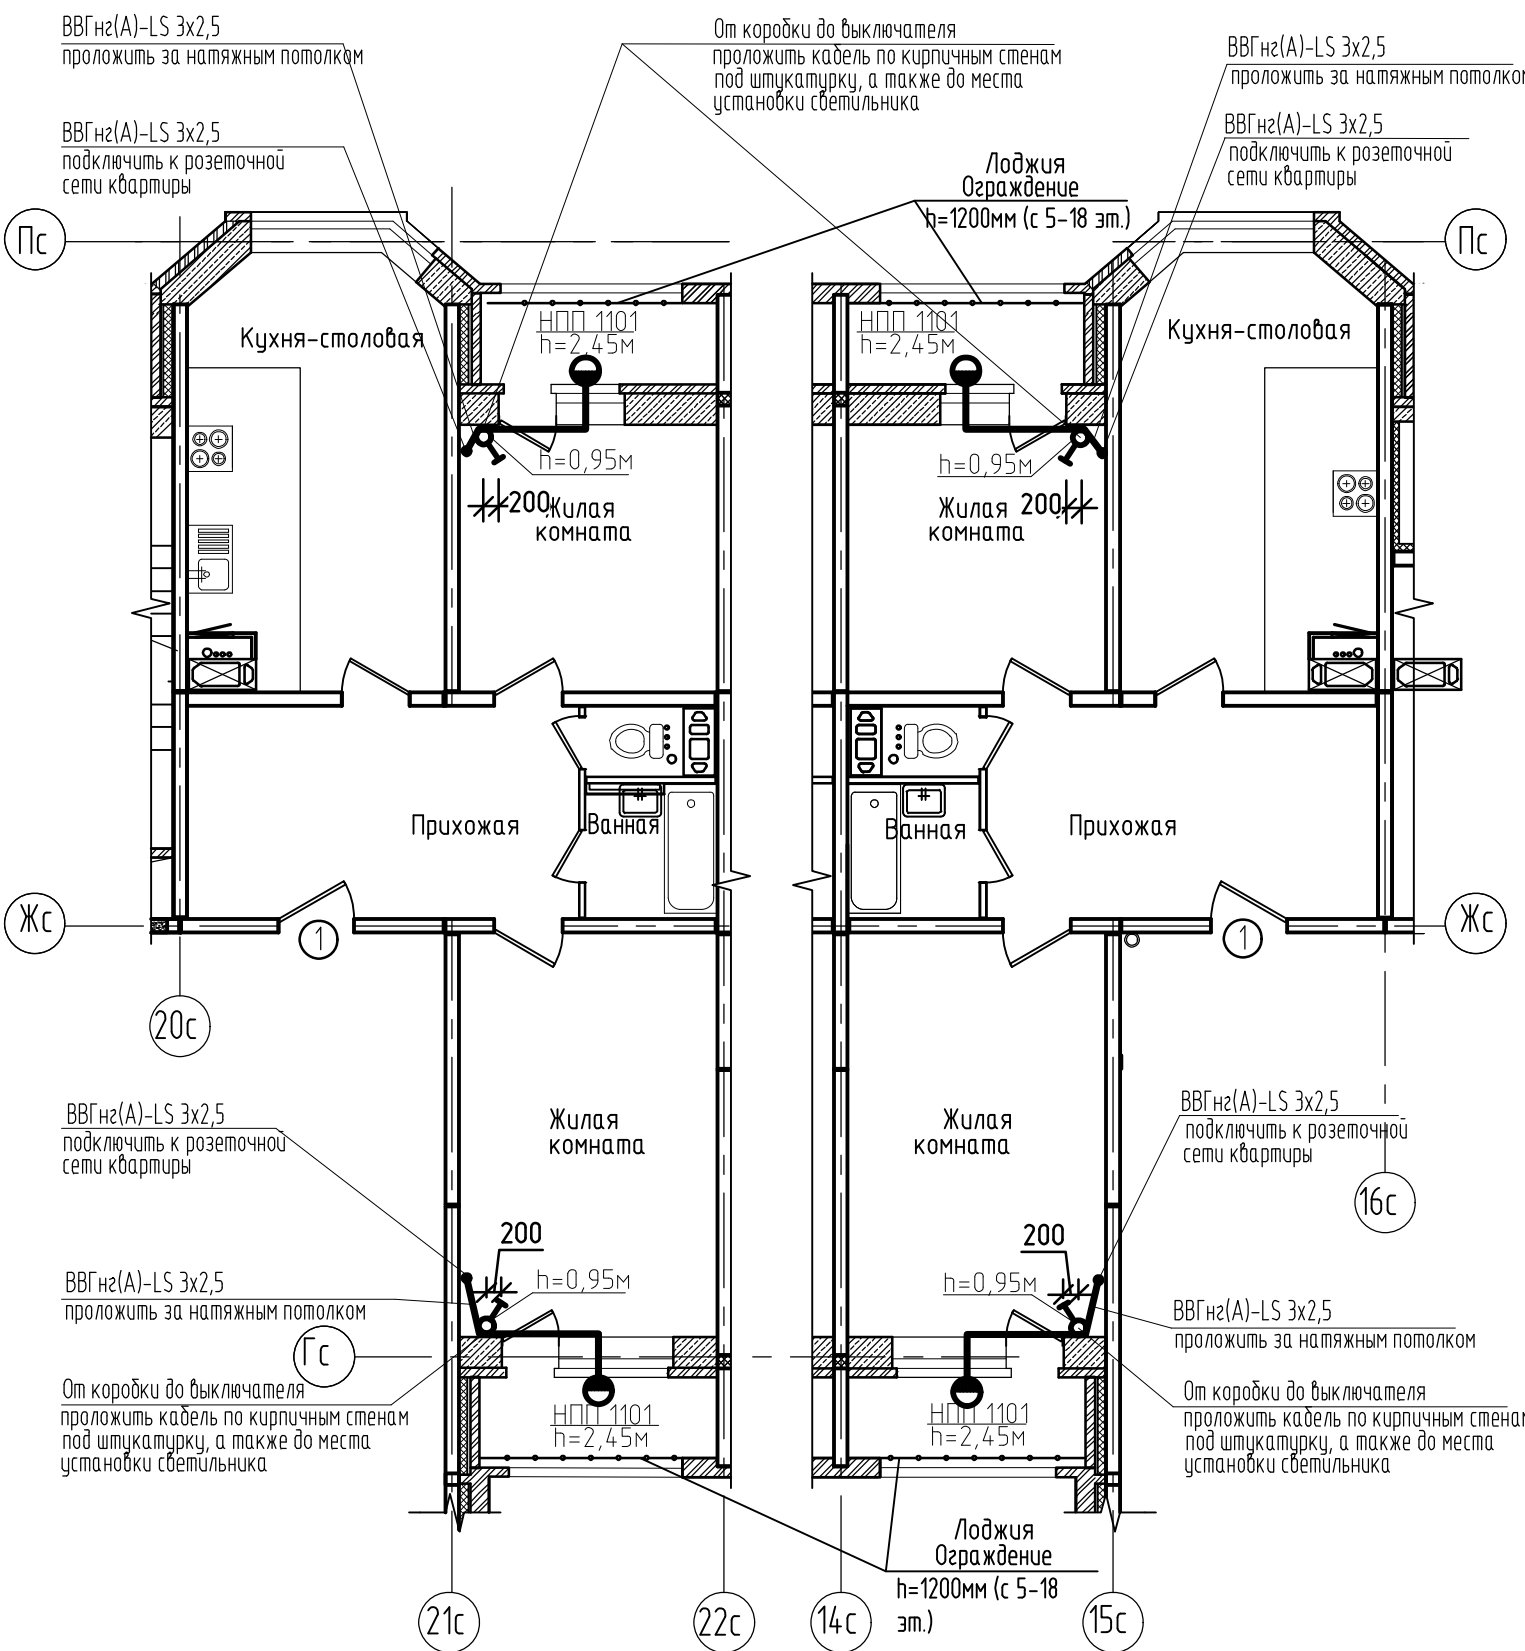 ВВГнг(А)-LS 3х2,5
проложить за натяжным потолком
ВВГнг(А)-LS 3х2,5
подключить к розеточной
сети квартиры
От коробки до выключателя
проложить кабель по кирпичным стенам
под штукатурку, а также до места
установки светильника
ВВГнг(А)-LS 3х2,5
проложить за натяжным потолком
ВВГнг(А)-LS 3х2,5
подключить к розеточной
сети квартиры
Лоджия
Ограждение
h=1200мм (с 5-18 эт.)
Пс
Пс
Кухня-столовая
НПП 1101
h=2,45м
НПП 1101
h=2,45м
Кухня-столовая
h=0,95м
h=0,95м
200
Жилая
комната
Жилая
комната
200
Прихожая
Ванная
Ванная
Прихожая
Жс
1
1
Жс
20с
ВВГнг(А)-LS 3х2,5
подключить к розеточной
сети квартиры
Жилая
комната
Жилая
комната
ВВГнг(А)-LS 3х2,5
подключить к розеточной
сети квартиры
16с
200
200
ВВГнг(А)-LS 3х2,5
проложить за натяжным потолком
h=0,95м
h=0,95м
ВВГнг(А)-LS 3х2,5
проложить за натяжным потолком
Гс
От коробки до выключателя
проложить кабель по кирпичным стенам
под штукатурку, а также до места
установки светильника
НПП 1101
h=2,45м
НПП 1101
h=2,45м
От коробки до выключателя
проложить кабель по кирпичным стенам
под штукатурку, а также до места
установки светильника
Лоджия
Ограждение
h=1200мм (с 5-18
эт.)
21с
22с
14с
15с